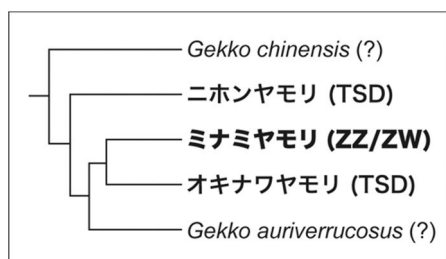 Gekko chinensis (?)
ニホンヤモリ (TSD)
ミナミヤモリ (ZZ/ZW)
オキナワヤモリ (TSD)
Gekko auriverrucosus (?)